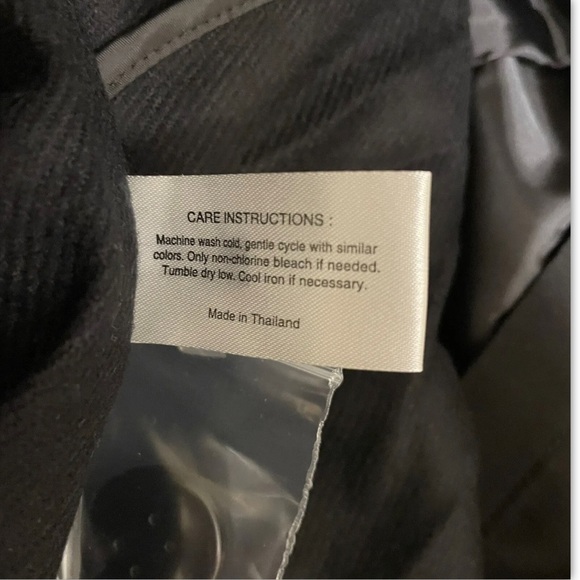 CARE INSTRUCTIONS :
Machine wash cold, gentle cycle with similar
colors. Only non-chlorine bleach if needed.
Tumble dry low. Cool iron if necessary.
Made in Thailand